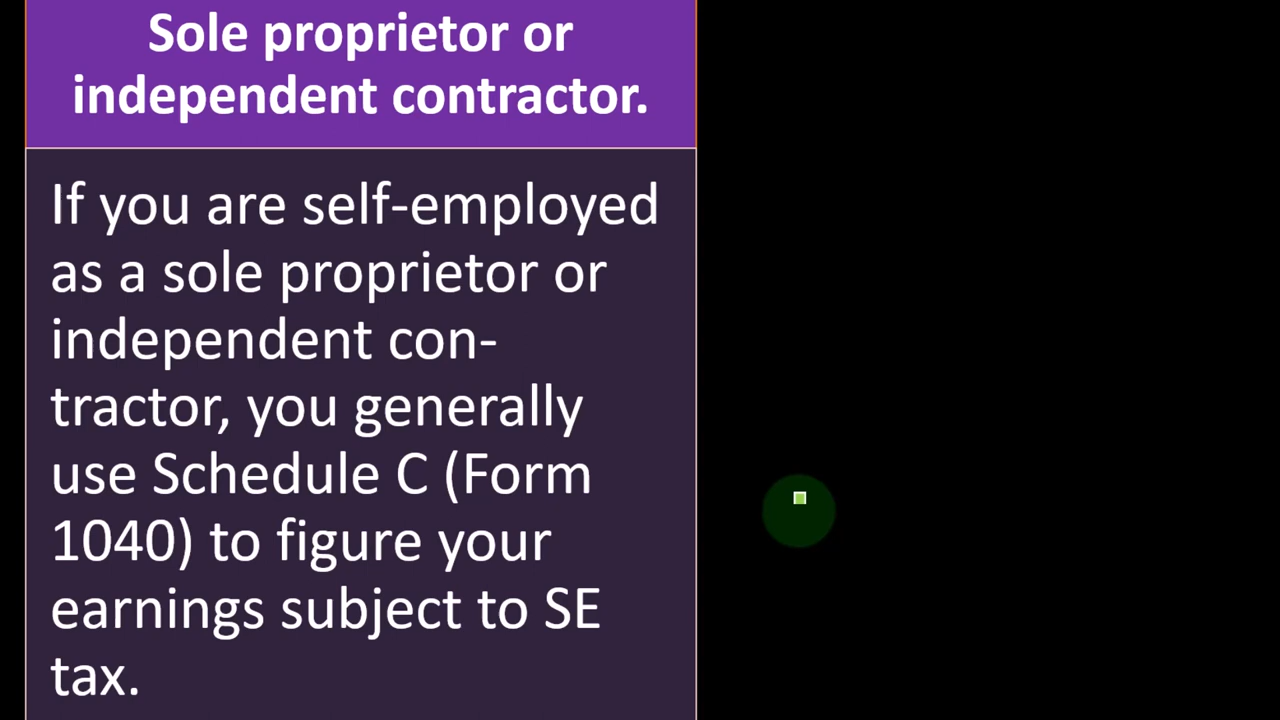 Sole proprietor or
independent contractor.
If you are self-employed
as a sole proprietor or
independent con-
tractor, you generally
use Schedule C (Form
1040) to figure your
earnings subject to SE
tax.